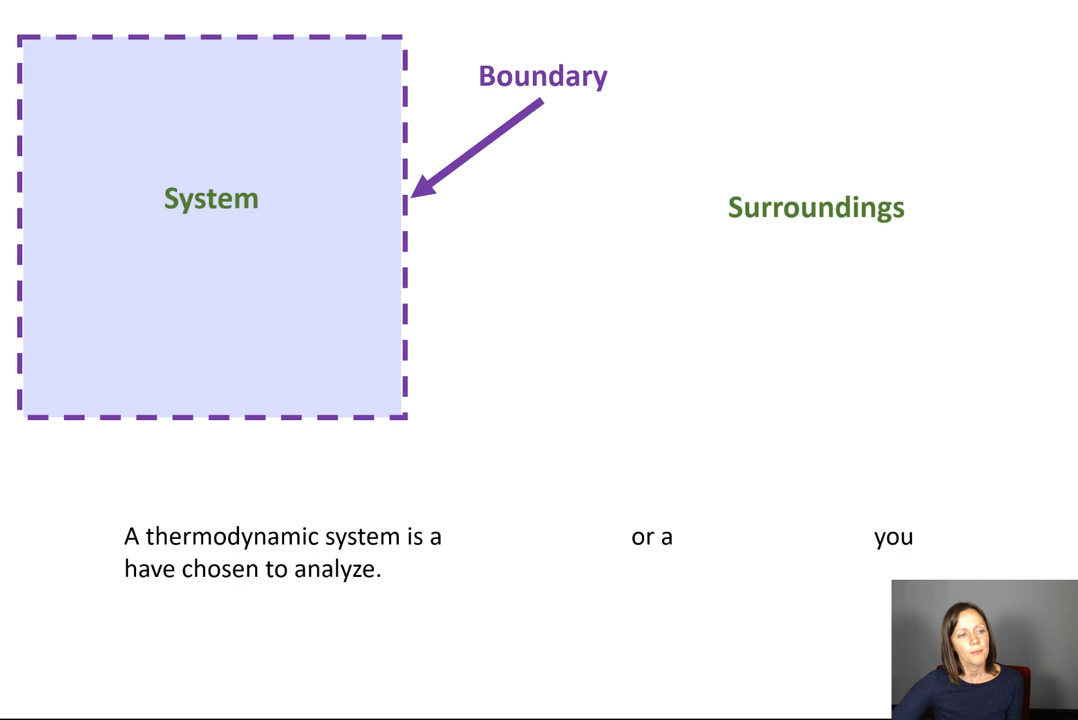 Boundary
System
Surroundings
A thermodynamic system is a or a you
have chosen to analyze.